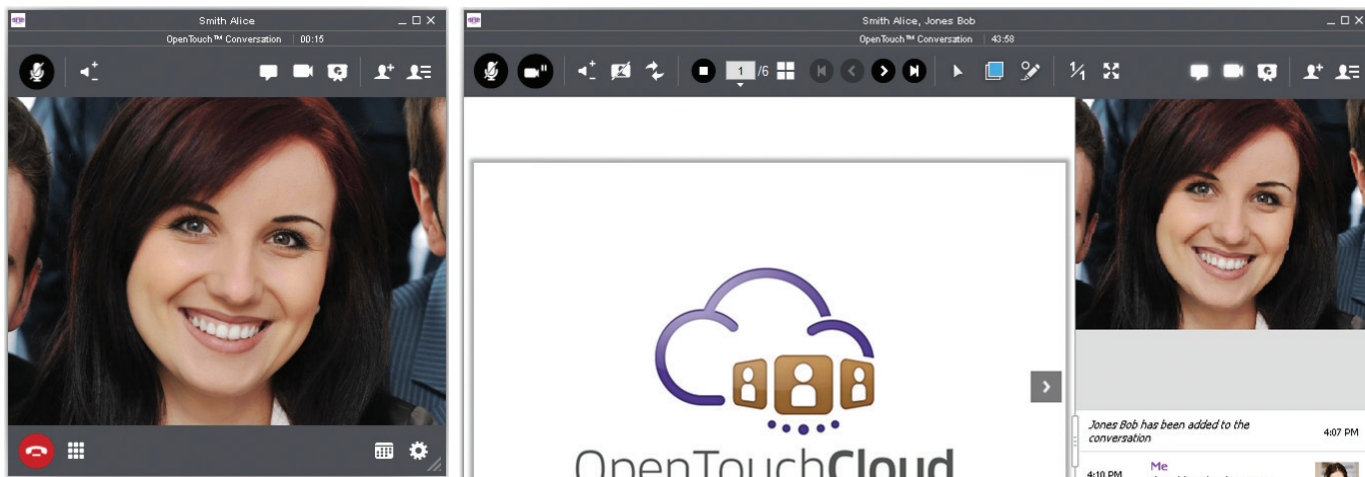 Smith Alice
OpenTouch™ Conversation | 00:15
Smith Alice, Jones Bob
OpenTouch™ Conversation | 43:58
1 /6
1/1
OpenTouchCloud
Jones Bob has been added to the
conversation
4:07 PM
4:10 PM Me